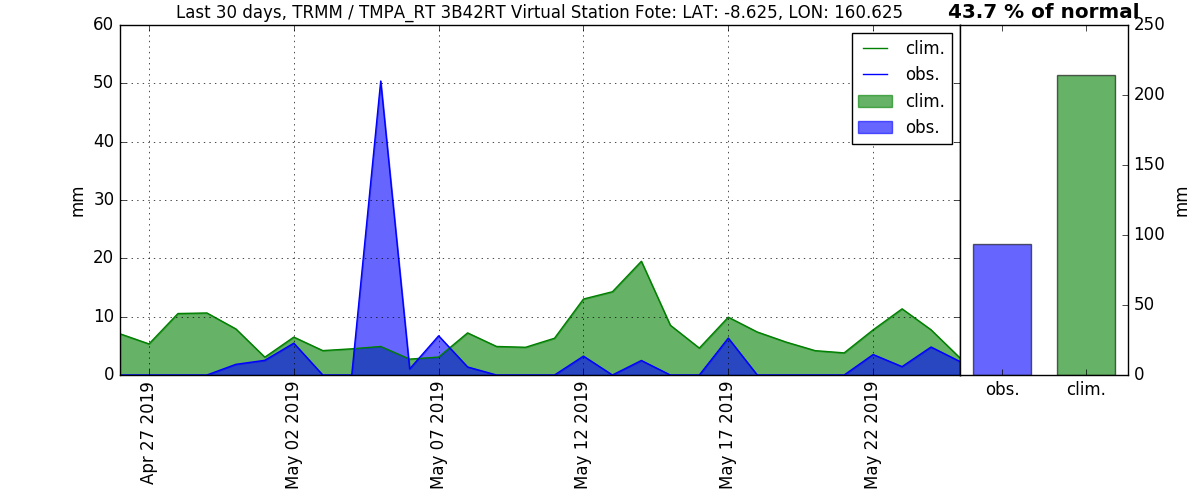 Last 30 days, TRMM / TMPA_RT 3B42RT Virtual Station Fote: LAT: -8.625, LON: 160.625
43.7 % of normal
60
50
40
30
20
10
0
mm
clim.
obs.
clim.
obs.
250
200
150
100
50
0
mm
Apr 27 2019
May 02 2019
May 07 2019
May 12 2019
May 17 2019
May 22 2019
obs.
clim.